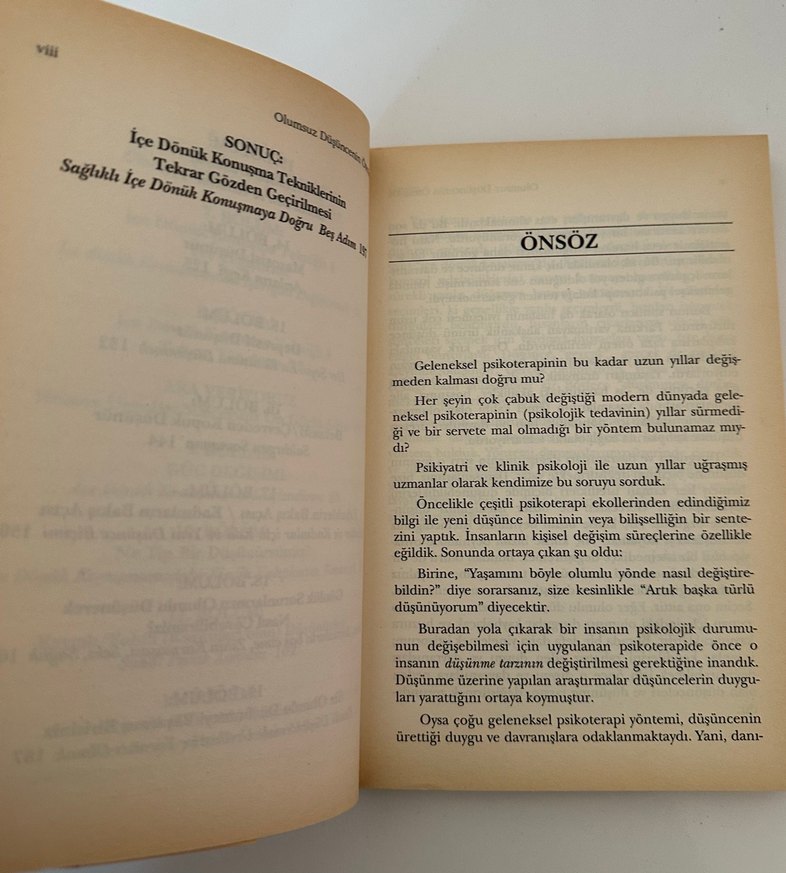 viii
Olumsuz Düşüncenin
SONUÇ:
İçe Dönük Konuşma Tekniklerinin
Tekrar Gözden Geçirilmesi
Sağlıklı İçe Dönük Konuşmaya Doğru Beş Adım 197
ÖNSÖZ
Geleneksel psikoterapinin bu kadar uzun yıllar değiş-
meden kalması doğru mu?
Her şeyin çok çabuk değiştiği modern dünyada gele-
neksel psikoterapinin (psikolojik tedavinin) yıllar sürmedi-
ği ve bir servete mal olmadığı bir yöntem bulunamaz mıy-
dı?
Psikiyatri ve klinik psikoloji ile uzun yıllar uğraşmış
uzmanlar olarak kendimize bu soruyu sorduk.
Öncelikle çeşitli psikoterapi ekollerinden edindiğimiz
bilgi ile yeni düşünce biliminin veya bilişselliğin bir sente-
zini yaptık. İnsanların kişisel değişim süreçlerine özellikle
eğildik. Sonunda ortaya çıkan şu oldu:
Birine, “Yaşamını böyle olumlu yönde nasıl değiştire-
bildin?” diye sorarsanız, size kesinlikle “Artık başka türlü
düşünüyorum” diyecektir.
Buradan yola çıkarak bir insanın psikolojik durumu-
nun değişebilmesi için uygulanan psikoterapide önce o
insanın düşünme tarzının değiştirilmesi gerektiğine inandık.
Düşünme üzerine yapılan araştırmalar düşüncelerin duygu-
ları yarattığını ortaya koymuştur.
Oysa çoğu geleneksel psikoterapi yöntemi, düşüncenin
ürettiği duygu ve davranışlara odaklanmaktaydı. Yani, danı-